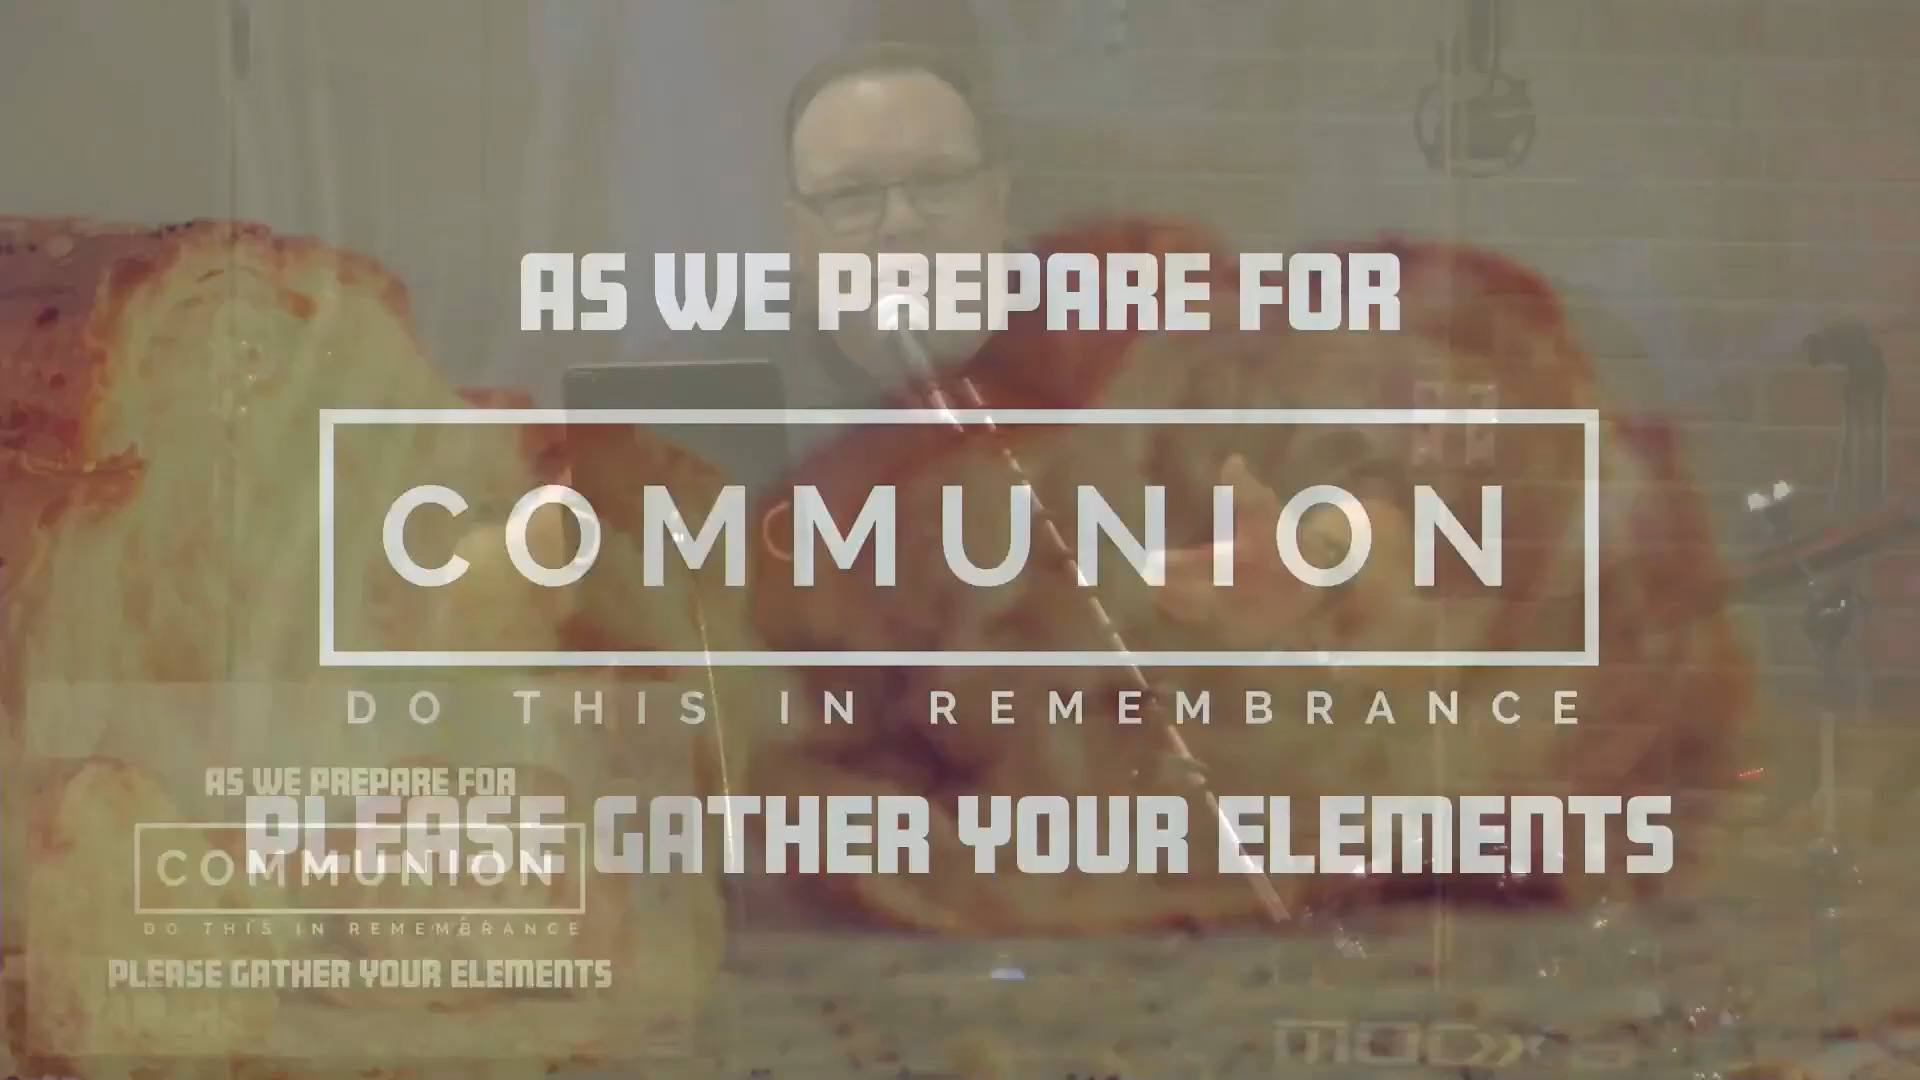 AS WE PREPARE FOR
COMMUNION
DO THIS IN REMEMBRANCE
PLEASE GATHER YOUR ELEMENTS
AS WE PREPARE FOR
COMMUNION
DO THIS IN REMEMBRANCE
PLEASE GATHER YOUR ELEMENTS